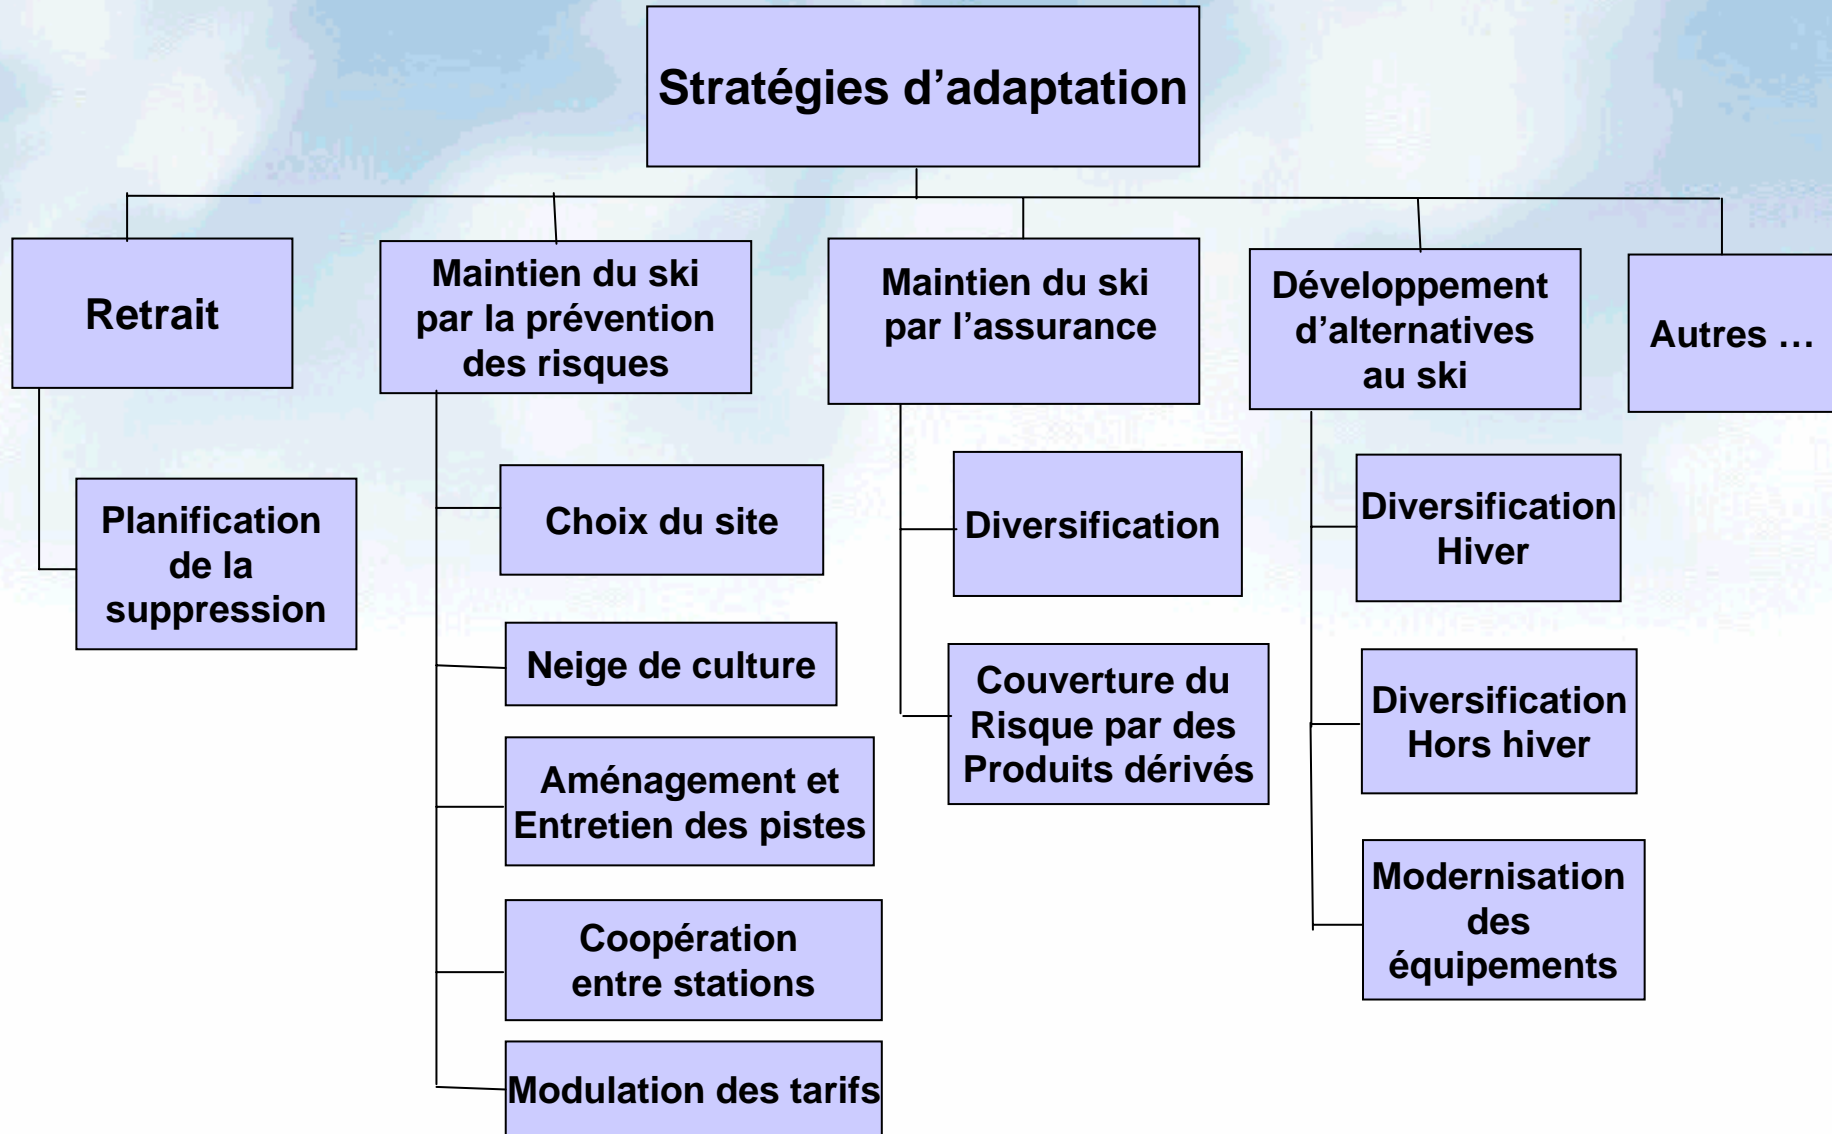 Stratégies d’adaptation
Retrait
Planification
de la
suppression
Maintien du ski
par la prévention
des risques
Choix du site
Neige de culture
Aménagement et
Entretien des pistes
Coopération
entre stations
Modulation des tarifs
Maintien du ski
par l’assurance
Diversification
Couverture du
Risque par des
Produits dérivés
Développement
d’alternatives
au ski
Diversification
Hiver
Diversification
Hors hiver
Modernisation
des
équipements
Autres …